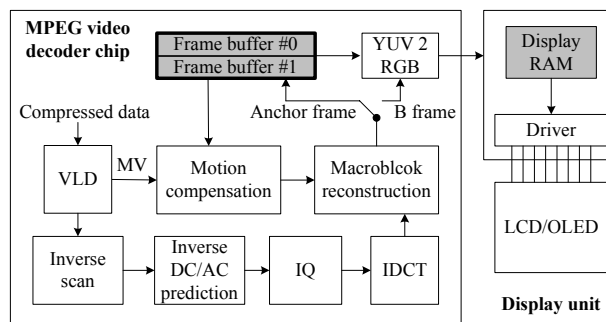 MPEG video
decoder chip
Frame buffer #0
Frame buffer #1
YUV 2
RGB
Display
RAM
Anchor frame
B frame
Compressed data
Driver
VLD
MV
Motion
compensation
Macroblcok
reconstruction
LCD/OLED
Inverse
scan
Inverse
DC/AC
prediction
IQ
IDCT
Display unit